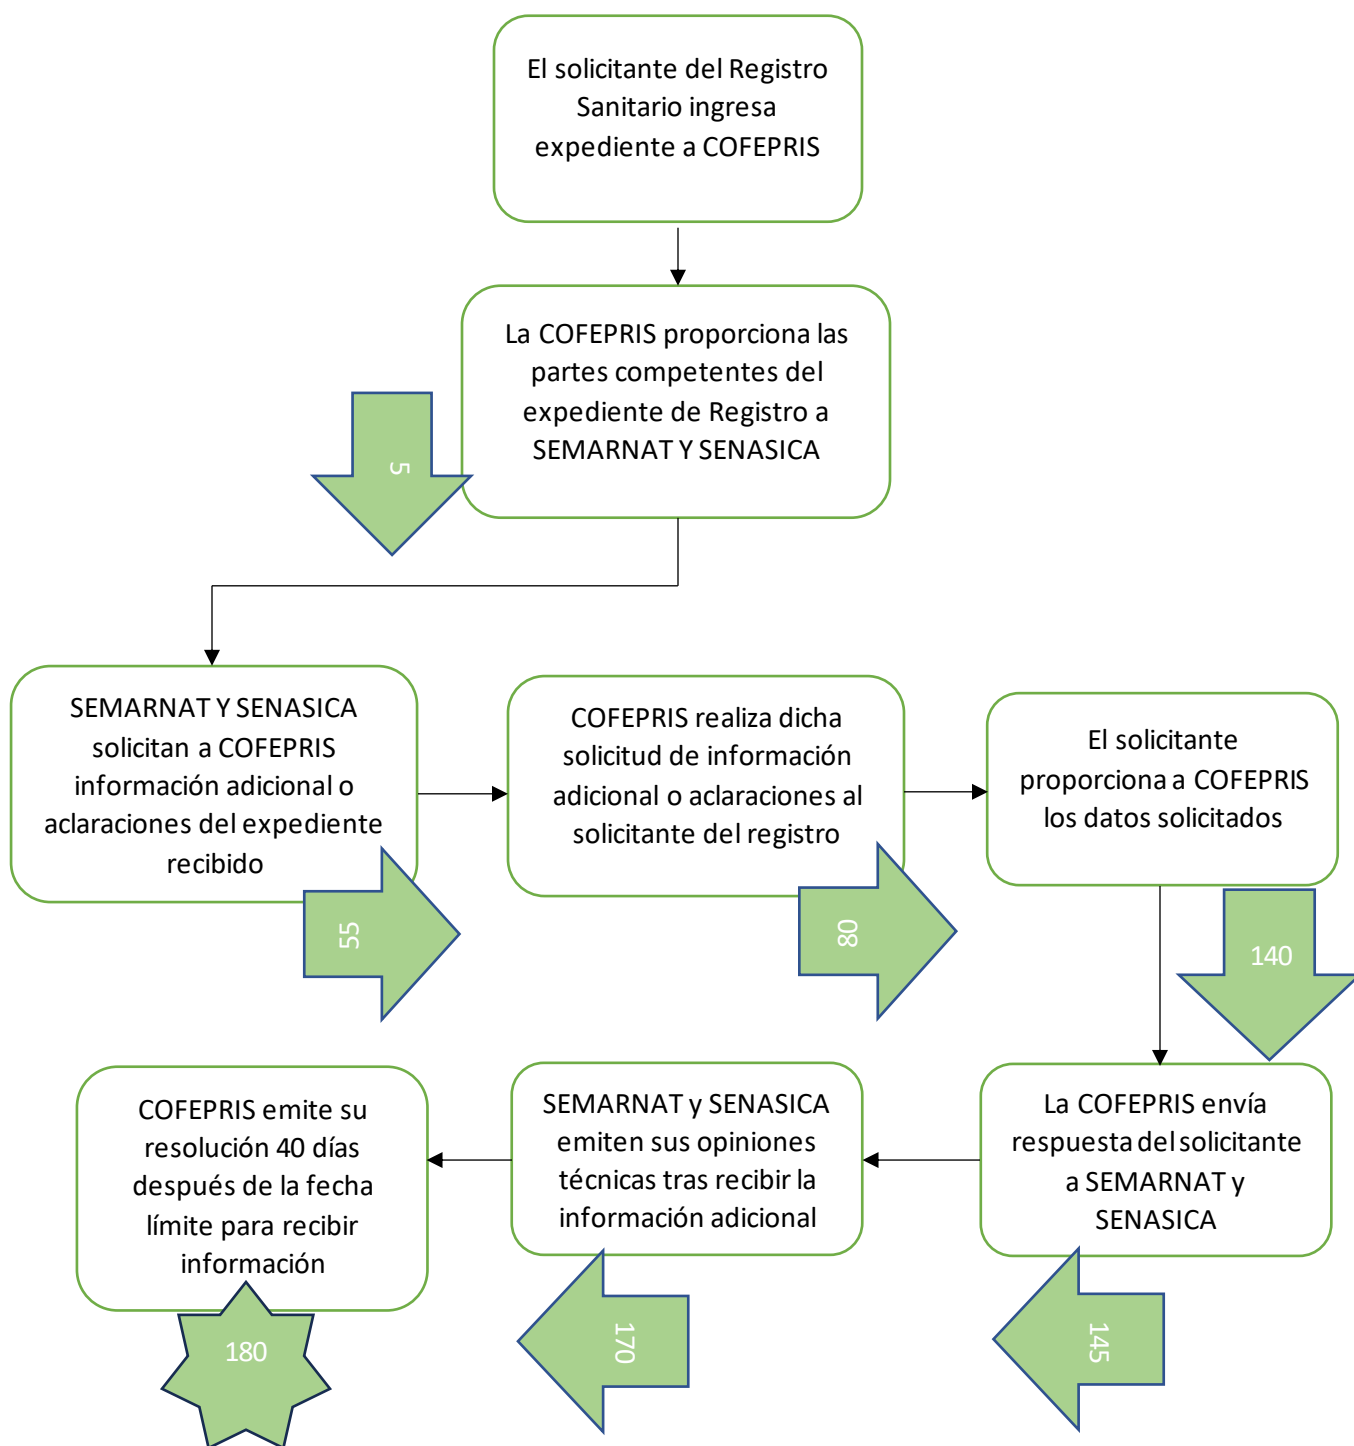 El solicitante del Registro
Sanitario ingresa
expediente a COFEPRIS
La COFEPRIS proporciona las
partes competentes del
expediente de Registro a
SEMARNAT Y SENASICA
5
SEMARNAT Y SENASICA
solicitan a COFEPRIS
información adicional o
aclaraciones del expediente
recibido
55
COFEPRIS realiza dicha
solicitud de información
adicional o aclaraciones al
solicitante del registro
80
El solicitante
proporciona a COFEPRIS
los datos solicitados
140
La COFEPRIS envía
respuesta del solicitante
a SEMARNAT y
SENASICA
145
SEMARNAT y SENASICA
emiten sus opiniones
técnicas tras recibir la
información adicional
170
COFEPRIS emite su
resolución 40 días
después de la fecha
límite para recibir
información
180